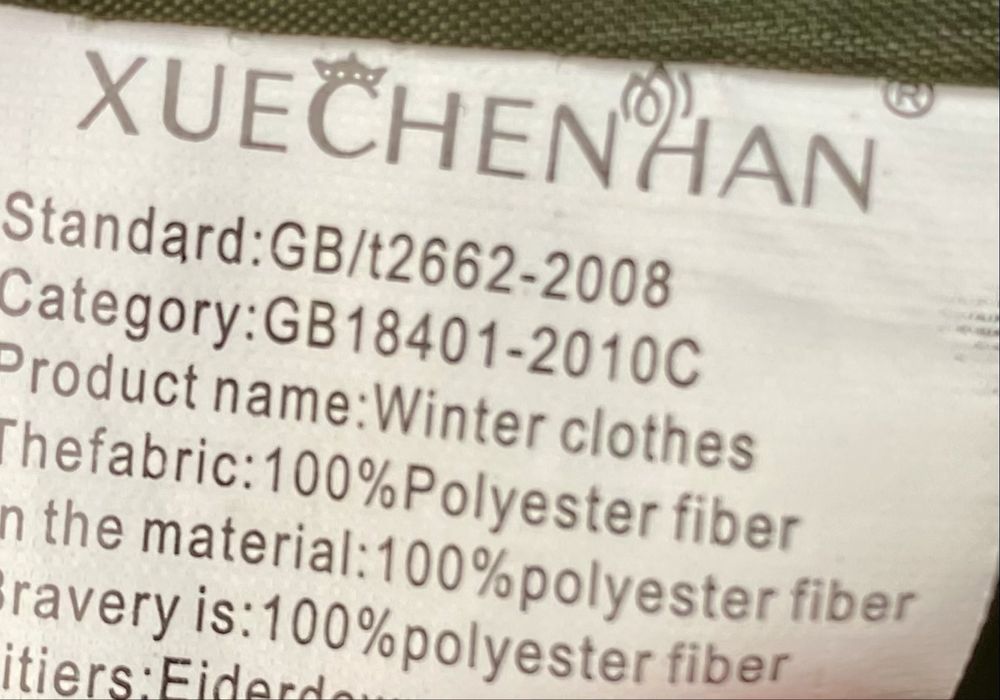 XUECHENHAN®
Standard:GB/t2662-2008
Category:GB18401-2010C
Product name:Winter clothes
Thefabric:100%Polyester fiber
n the material:100%polyester fiber
Bravery is:100%polyester fiber